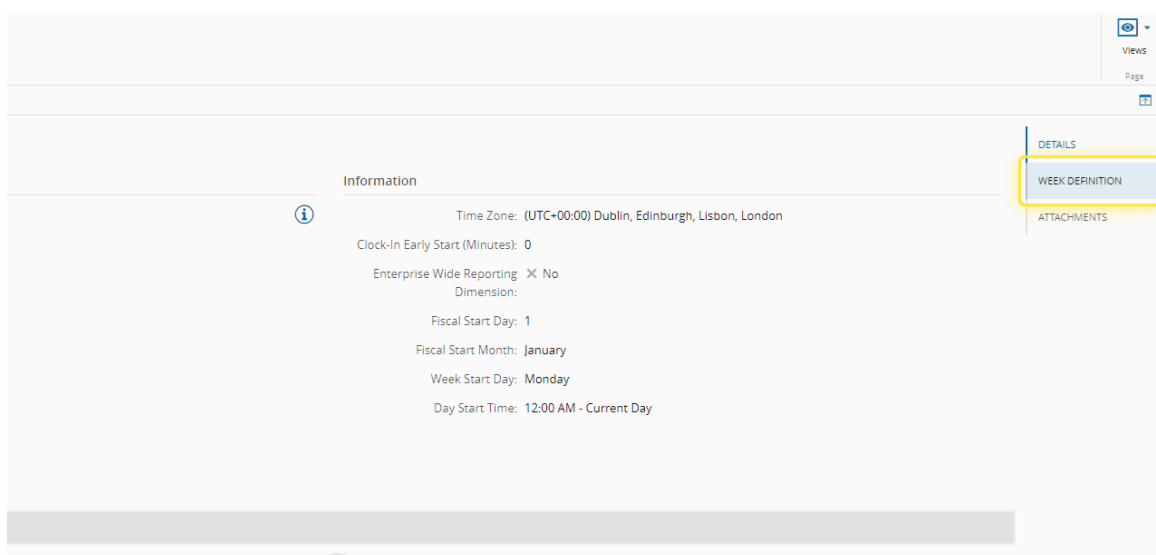 Views
Page
DETAILS
Information
WEEK DEFINITION
Time Zone: (UTC+00:00) Dublin, Edinburgh, Lisbon, London
ATTACHMENTS
Clock-In Early Start (Minutes): 0
Enterprise Wide Reporting Dimension: No
Fiscal Start Day: 1
Fiscal Start Month: January
Week Start Day: Monday
Day Start Time: 12:00 AM - Current Day